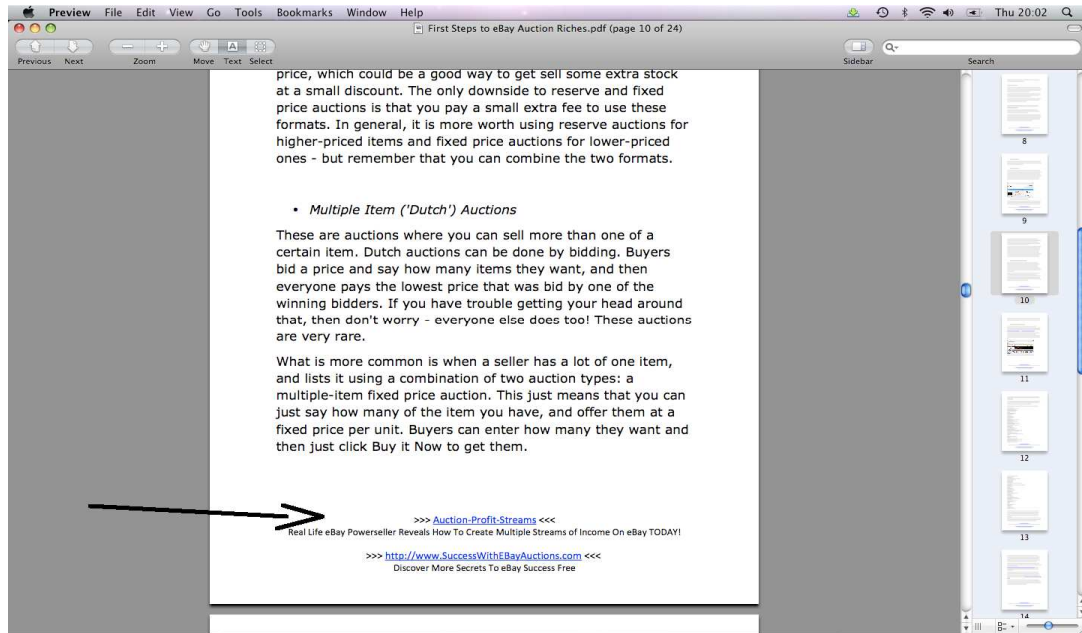 Preview File Edit View Go Tools Bookmarks Window Help Thu 20:02
First Steps to eBay Auction Riches.pdf (page 10 of 24)
Previous Next Zoom Move Text Select Sidebar Search
price, which could be a good way to get sell some extra stock
at a small discount. The only downside to reserve and fixed
price auctions is that you pay a small extra fee to use these
formats. In general, it is more worth using reserve auctions for
higher-priced items and fixed price auctions for lower-priced
ones - but remember that you can combine the two formats.
• Multiple Item ('Dutch') Auctions
These are auctions where you can sell more than one of a
certain item. Dutch auctions can be done by bidding. Buyers
bid a price and say how many items they want, and then
everyone pays the lowest price that was bid by one of the
winning bidders. If you have trouble getting your head around
that, then don't worry - everyone else does too! These auctions
are very rare.
What is more common is when a seller has a lot of one item,
and lists it using a combination of two auction types: a
multiple-item fixed price auction. This just means that you can
just say how many of the item you have, and offer them at a
fixed price per unit. Buyers can enter how many they want and
then just click Buy it Now to get them.
>>> Auction-Profit-Streams <<<
Real Life eBay Powerseller Reveals How To Create Multiple Streams of Income On eBay TODAY!
>>> http://www.SuccessWithEBayAuctions.com <<<
Discover More Secrets To eBay Success Free
8
9
10
11
12
13
14